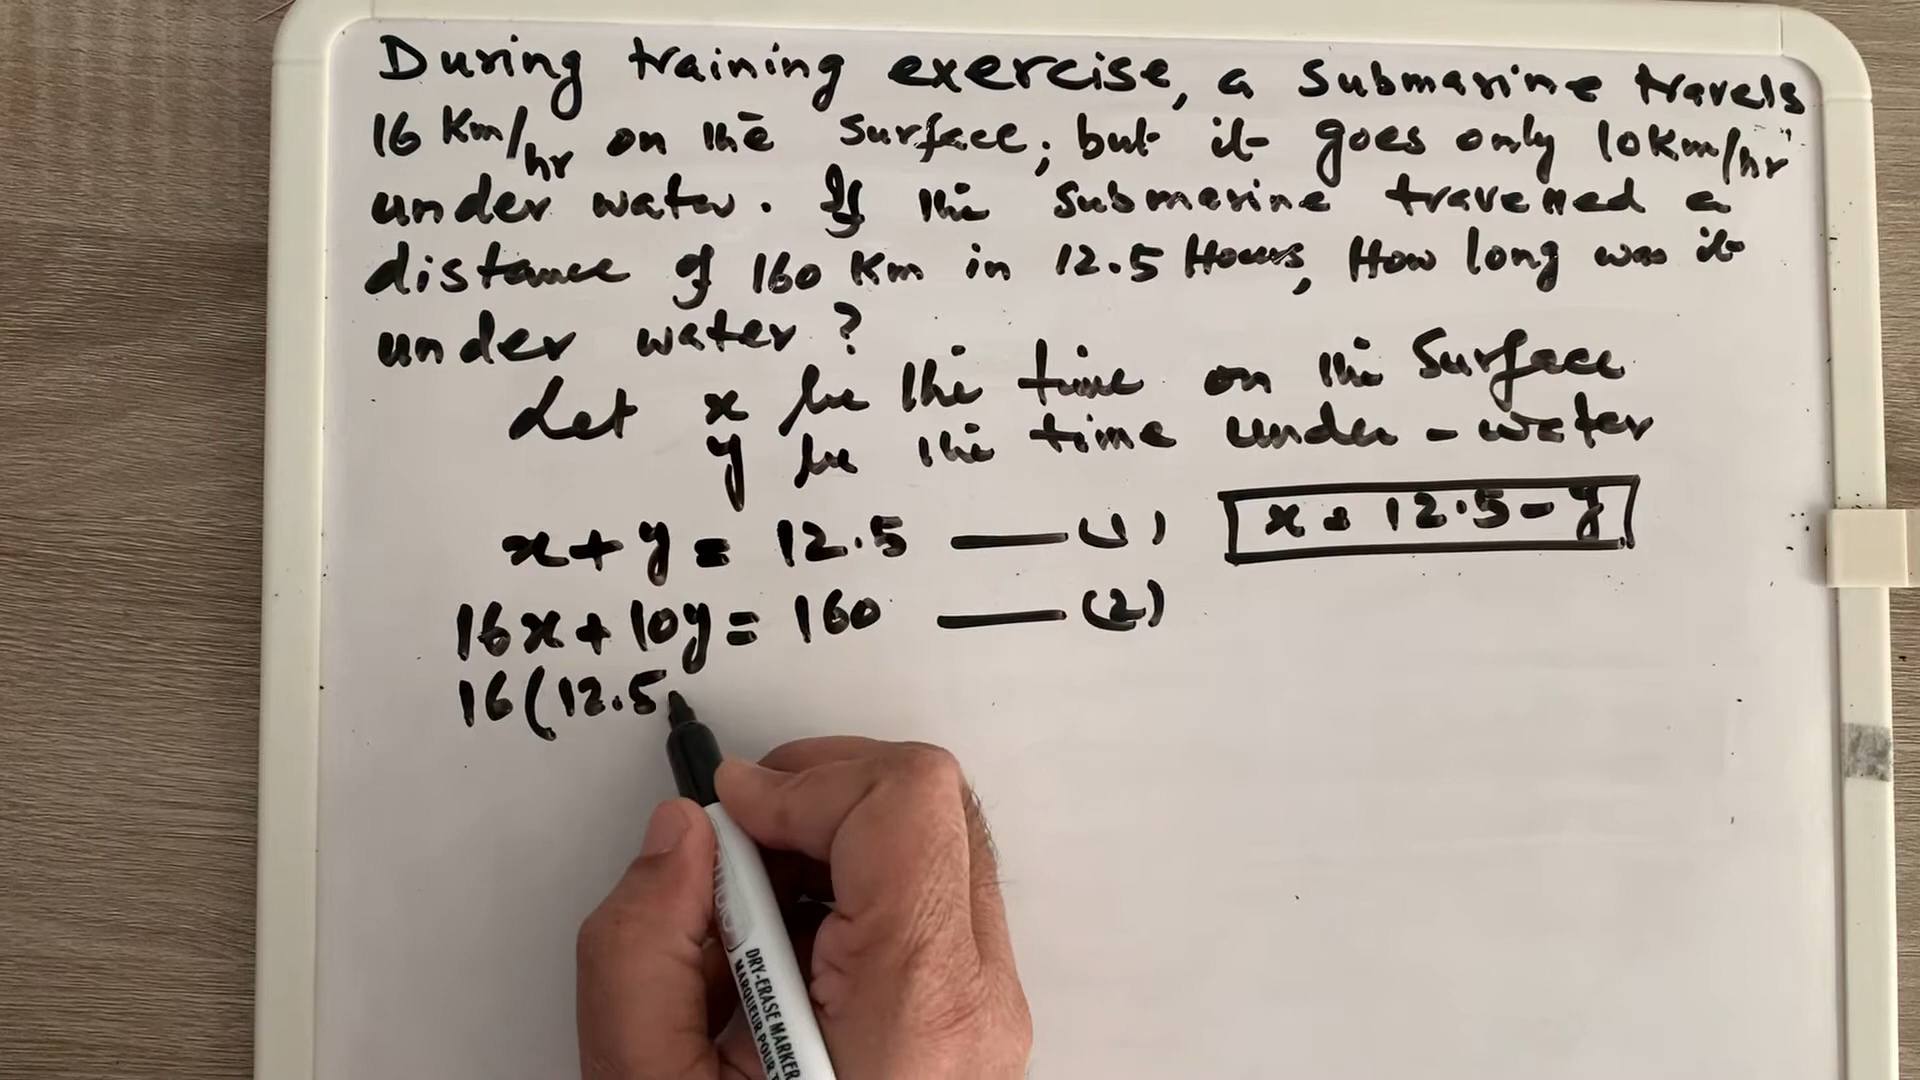 During training exercise, a submarine travels
16 Km/hr on the surface, but it goes only 10km/hr
under water. If the submarine travelled a
distance of 160 Km in 12.5 Hours, How long was it
under water?
Let x be the time on the surface
y be the time under-water
x+y = 12.5 — (1) x = 12.5 - y
16x + 10y = 160 — (2)
16(12.5
DRY-ERASE MARKER